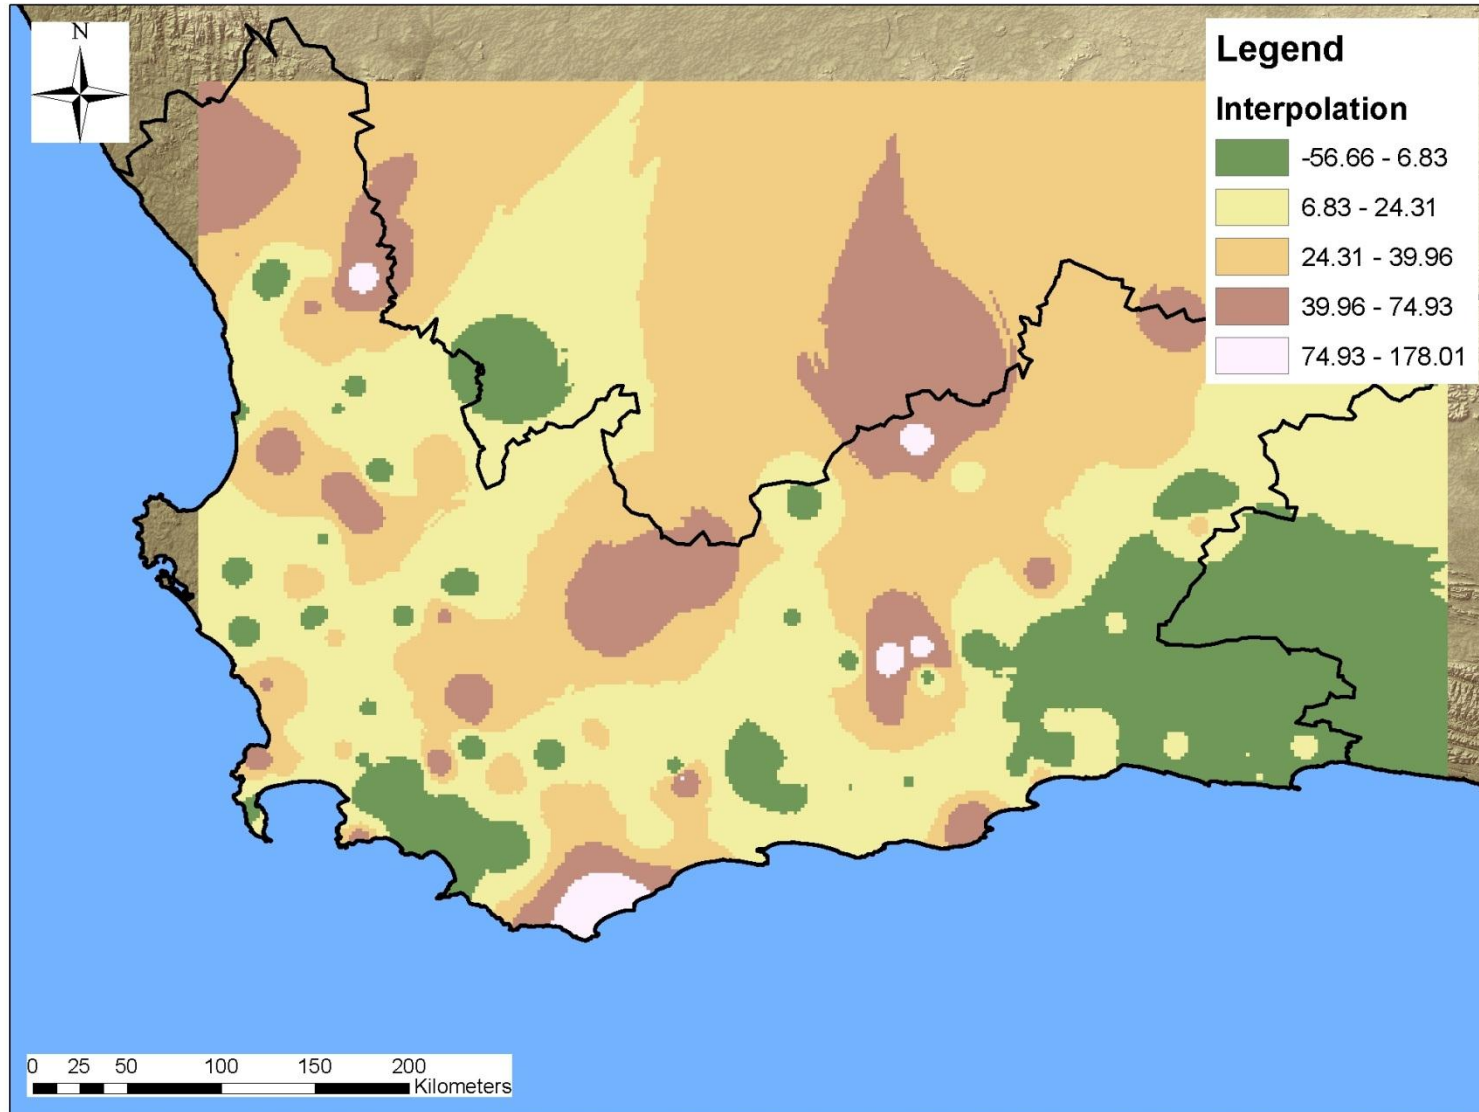 N
Legend
Interpolation
-56.66 - 6.83
6.83 - 24.31
24.31 - 39.96
39.96 - 74.93
74.93 - 178.01
0 25 50 100 150 200
Kilometers